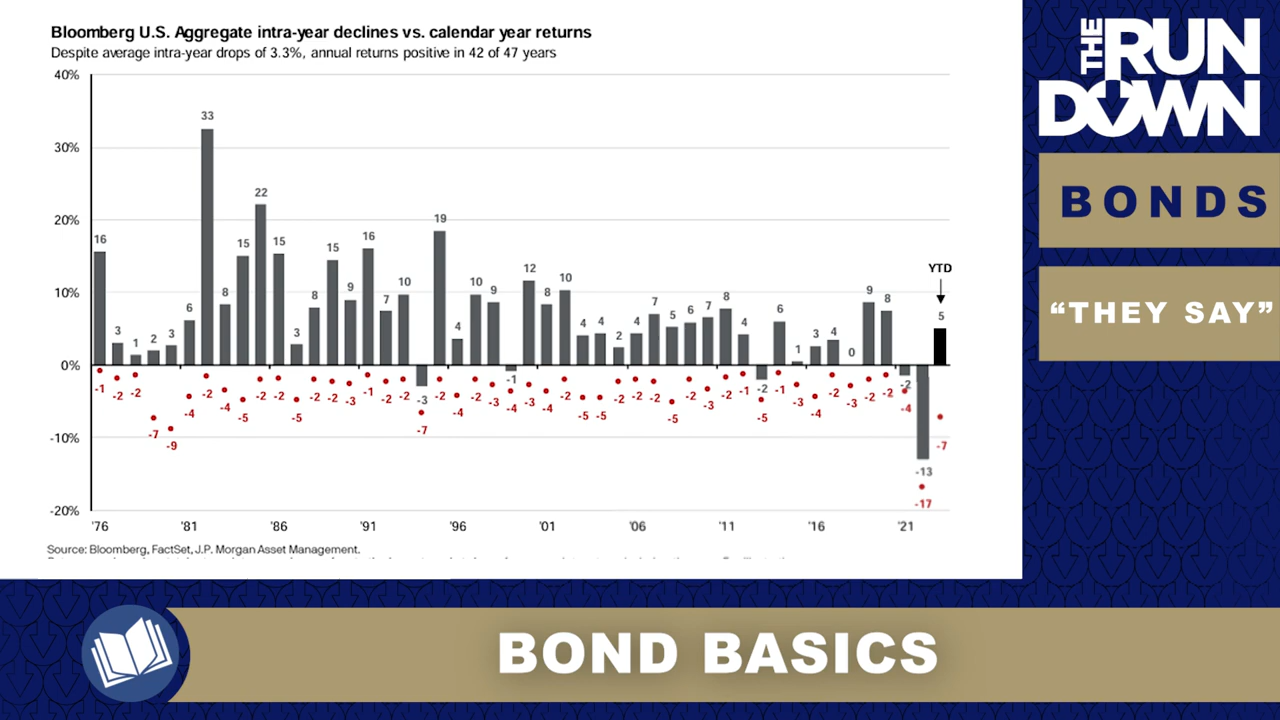 Bloomberg U.S. Aggregate intra-year declines vs. calendar year returns
Despite average intra-year drops of 3.3%, annual returns positive in 42 of 47 years
40%
30%
20%
10%
0%
-10%
-20%
16 3 1 2 3 6 33 8 15 22 15 3 8 15 9 16 7 10 -3 19 4 10 9 -1 12 8 10 4 4 2 4 7 5 6 7 8 4 -2 6 1 3 4 0 9 8 -2 -13 5
YTD
-1 -2 -2 -7 -9 -4 -2 -4 -5 -2 -2 -5 -2 -2 -3 -1 -2 -2 -7 -2 -4 -2 -3 -4 -3 -4 -2 -5 -5 -2 -2 -2 -5 -2 -3 -2 -1 -5 -1 -3 -4 -2 -3 -2 -2 -4 -17 -7
'76 '81 '86 '91 '96 '01 '06 '11 '16 '21
Source: Bloomberg, FactSet, J.P. Morgan Asset Management.
THE RUN
DOWN
BONDS
“THEY SAY”
BOND BASICS